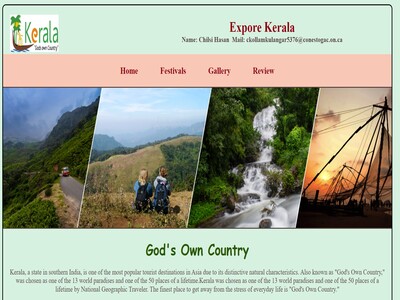 Kerala
"God's own Country"
Expore Kerala
Name: Chilsi Hasan Mail: ckollamkulangar5376@conestogac.on.ca
Home Festivals Gallery Review
God's Own Country
Kerala, a state in southern India, is one of the most popular tourist destinations in Asia due to its distinctive natural characteristics. Also known as "God's Own Country,"
was chosen as one of the 13 world paradises and one of the 50 places of a lifetime.Kerala was chosen as one of the 13 world paradises and one of the 50 places of a
lifetime by National Geographic Traveler. The finest place to get away from the stress of everyday life is "God's Own Country."